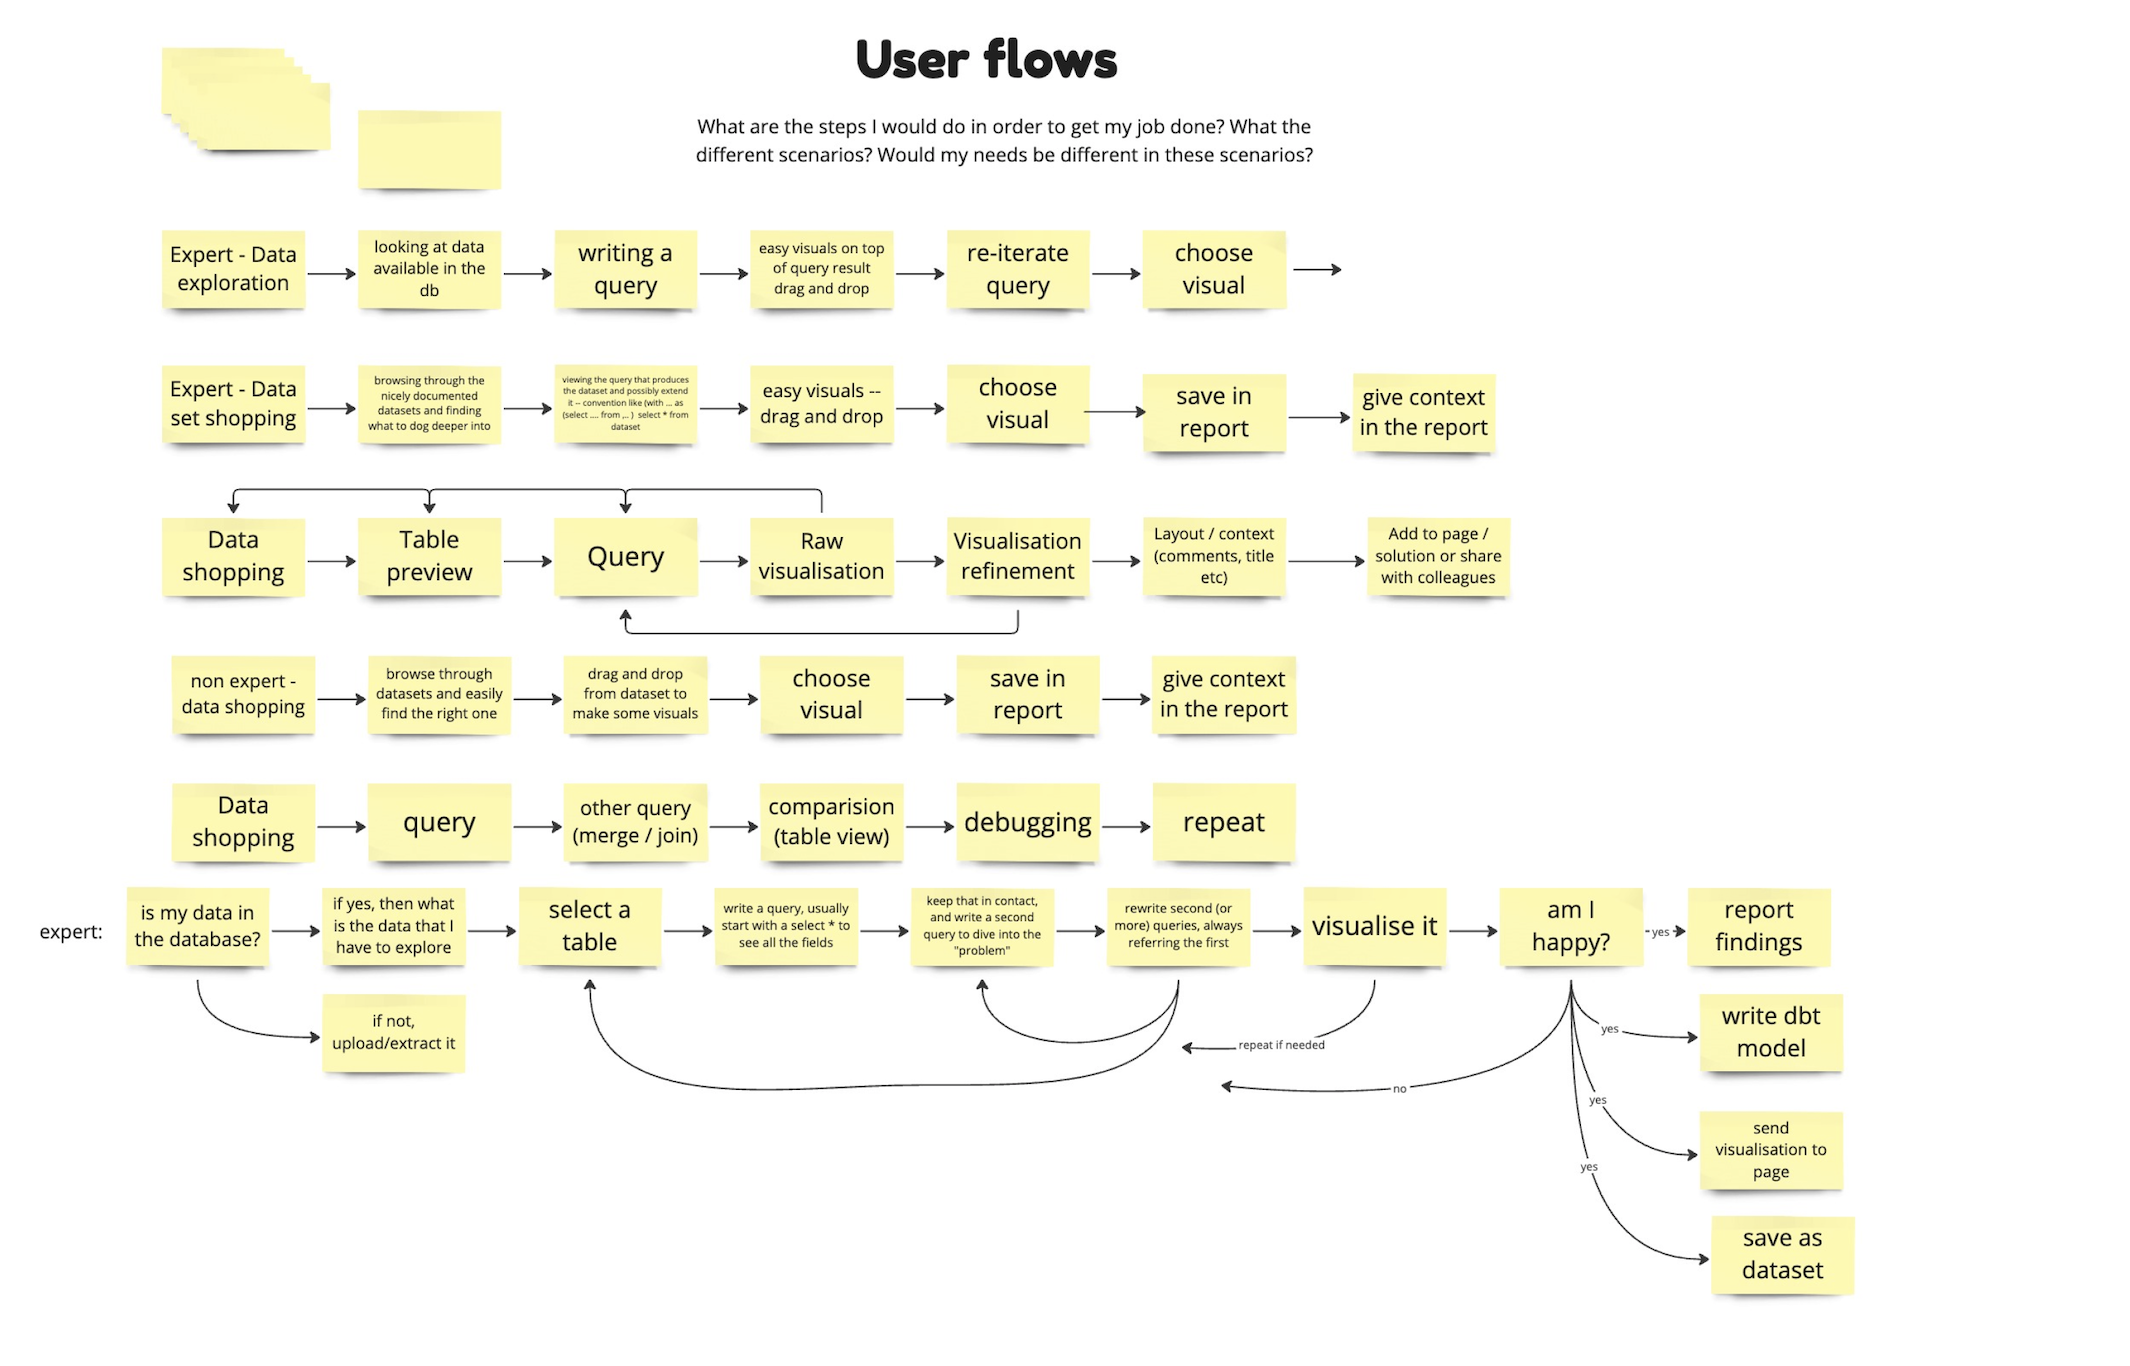 User flows
What are the steps I would do in order to get my job done? What the
different scenarios? Would my needs be different in these scenarios?
Expert - Data
exploration
looking at data
available in the
db
writing a
query
easy visuals on top
of query result
drag and drop
re-iterate
query
choose
visual
Expert - Data
set shopping
browsing through the
nicely documented
datasets and finding
what to dog deeper into
viewing the query that produces
the dataset and possibly extend
it -- convention like (with ... as
(select .... from ,.. )  select * from
dataset
easy visuals --
drag and drop
choose
visual
save in
report
give context
in the report
Data
shopping
Table
preview
Query
Raw
visualisation
Visualisation
refinement
Layout / context
(comments, title
etc)
Add to page /
solution or share
with colleagues
non expert -
data shopping
browse through
datasets and easily
find the right one
drag and drop
from dataset to
make some visuals
choose
visual
save in
report
give context
in the report
Data
shopping
query
other query
(merge / join)
comparision
(table view)
debugging
repeat
expert:
is my data in
the database?
if yes, then what
is the data that I
have to explore
select a
table
write a query, usually
start with a select * to
see all the fields
keep that in contact,
and write a second
query to dive into the
"problem"
rewrite second (or
more) queries, always
referring the first
visualise it
am I
happy?
yes
report
findings
if not,
upload/extract it
repeat if needed
no
yes
write dbt
model
yes
send
visualisation to
page
yes
save as
dataset